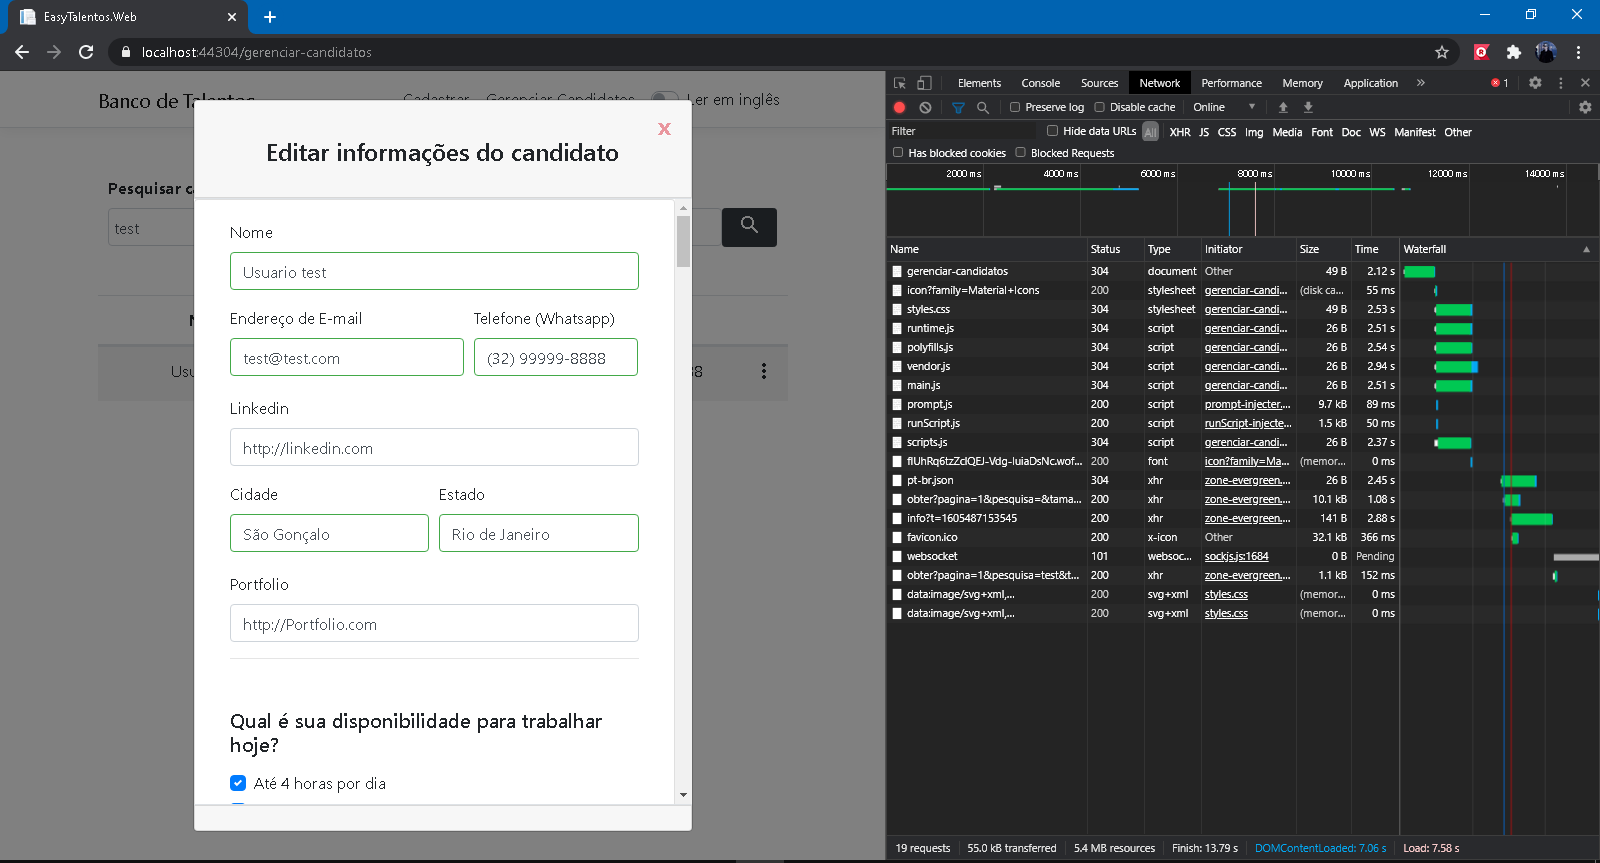 EasyTalentos.Web
localhost:44304/gerenciar-candidatos
Banco de Talentos
Cadastrar
Gerenciar Candidatos
Ler em inglês
Pesquisar
test
Editar informações do candidato
x
Nome
Usuario test
Endereço de E-mail
Telefone (Whatsapp)
test@test.com
(32) 99999-8888
Linkedin
http://linkedin.com
Cidade
Estado
São Gonçalo
Rio de Janeiro
Portfolio
http://Portfolio.com
Qual é sua disponibilidade para trabalhar
hoje?
Até 4 horas por dia
Elements Console Sources Network Performance Memory Application » 1
Preserve log Disable cache Online
Filter Hide data URLs All XHR JS CSS Img Media Font Doc WS Manifest Other
Has blocked cookies Blocked Requests
2000 ms 4000 ms 6000 ms 8000 ms 10000 ms 12000 ms 14000 ms
Name Status Type Initiator Size Time Waterfall
gerenciar-candidatos 304 document Other 49 B 2.12 s
icon?family=Material+Icons 200 stylesheet gerenciar-candi... (disk ca... 55 ms
styles.css 304 stylesheet gerenciar-candi... 49 B 2.53 s
runtime.js 304 script gerenciar-candi... 26 B 2.51 s
polyfills.js 304 script gerenciar-candi... 26 B 2.54 s
vendor.js 304 script gerenciar-candi... 26 B 2.94 s
main.js 304 script gerenciar-candi... 26 B 2.51 s
prompt.js 200 script prompt-injecter.... 9.7 kB 89 ms
runScript.js 200 script runScript-injecte... 1.5 kB 50 ms
scripts.js 304 script gerenciar-candi... 26 B 2.37 s
flUhRq6tzZclQEJ-Vdg-IuiaDsNc.wof... 200 font icon?family=Ma... (memor... 0 ms
pt-br.json 304 xhr zone-evergreen.... 26 B 2.45 s
obter?pagina=1&pesquisa=&tama... 200 xhr zone-evergreen.... 10.1 kB 1.08 s
info?t=1605487153545 200 xhr zone-evergreen.... 141 B 2.88 s
favicon.ico 200 x-icon Other 32.1 kB 366 ms
websocket 101 websoc... sockjs.js:1684 0 B Pending
obter?pagina=1&pesquisa=test&t... 200 xhr zone-evergreen.... 1.1 kB 152 ms
data:image/svg+xml,... 200 svg+xml styles.css (memor... 0 ms
data:image/svg+xml,... 200 svg+xml styles.css (memor... 0 ms
19 requests 55.0 kB transferred 5.4 MB resources Finish: 13.79 s DOMContentLoaded: 7.06 s Load: 7.58 s